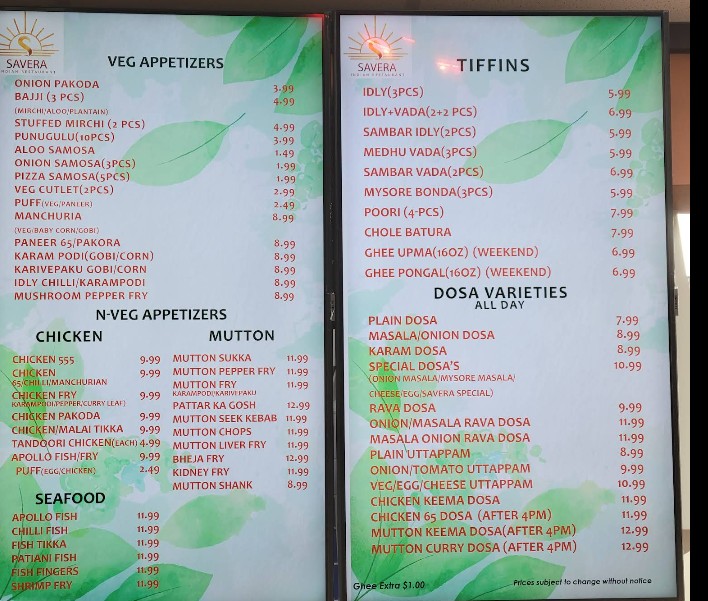 SAVERA
INDIAN RESTAURANT
VEG APPETIZERS
ONION PAKODA 3.99
BAJJI (3 PCS) 4.99
(MIRCHI/ALOO/PLANTAIN)
STUFFED MIRCHI (2 PCS) 4.99
PUNUGULU(10PCS) 3.99
ALOO SAMOSA 1.49
ONION SAMOSA(3PCS) 1.99
PIZZA SAMOSA(5PCS) 1.99
VEG CUTLET(2PCS) 2.99
PUFF(VEG/PANEER) 2.49
MANCHURIA 8.99
(VEG/BABY CORN/GOBI)
PANEER 65/PAKORA 8.99
KARAM PODI(GOBI/CORN) 8.99
KARIVEPAKU GOBI/CORN 8.99
IDLY CHILLI/KARAMPODI 8.99
MUSHROOM PEPPER FRY 8.99
N-VEG APPETIZERS
CHICKEN
CHICKEN 555 9.99
CHICKEN 9.99
65/CHILLI/MANCHURIAN
CHICKEN FRY 9.99
KARAMPODI/PEPPER/CURRY LEAF)
CHICKEN PAKODA 9.99
CHICKEN/MALAI TIKKA 9.99
TANDOORI CHICKEN(EACH) 4.99
APOLLO FISH/FRY 9.99
PUFF(EGG/CHICKEN) 2.49
SEAFOOD
APOLLO FISH 11.99
CHILLI FISH 11.99
FISH TIKKA 11.99
PATIANI FISH 11.99
FISH FINGERS 11.99
SHRIMP FRY 11.99
MUTTON
MUTTON SUKKA 11.99
MUTTON PEPPER FRY 11.99
MUTTON FRY 11.99
KARAMPODI/KARIVEPAKU
PATTAR KA GOSH 12.99
MUTTON SEEK KEBAB 11.99
MUTTON CHOPS 11.99
MUTTON LIVER FRY 11.99
BHEJA FRY 12.99
KIDNEY FRY 11.99
MUTTON SHANK 8.99
SAVERA
INDIAN RESTAURANT
TIFFINS
IDLY(3PCS) 5.99
IDLY+VADA(2+2 PCS) 6.99
SAMBAR IDLY(2PCS) 5.99
MEDHU VADA(3PCS) 5.99
SAMBAR VADA(2PCS) 6.99
MYSORE BONDA(3PCS) 5.99
POORI (4-PCS) 7.99
CHOLE BATURA 7.99
GHEE UPMA(16OZ) (WEEKEND) 6.99
GHEE PONGAL(16OZ) (WEEKEND) 6.99
DOSA VARIETIES
ALL DAY
PLAIN DOSA 7.99
MASALA/ONION DOSA 8.99
KARAM DOSA 8.99
SPECIAL DOSA'S 10.99
(ONION MASALA/MYSORE MASALA/
CHEESE/EGG/SAVERA SPECIAL)
RAVA DOSA 9.99
ONION/MASALA RAVA DOSA 11.99
MASALA ONION RAVA DOSA 11.99
PLAIN UTTAPPAM 8.99
ONION/TOMATO UTTAPPAM 9.99
VEG/EGG/CHEESE UTTAPPAM 10.99
CHICKEN KEEMA DOSA 11.99
CHICKEN 65 DOSA (AFTER 4PM) 11.99
MUTTON KEEMA DOSA(AFTER 4PM) 12.99
MUTTON CURRY DOSA (AFTER 4PM) 12.99
Ghee Extra $1.00
Prices subject to change without notice